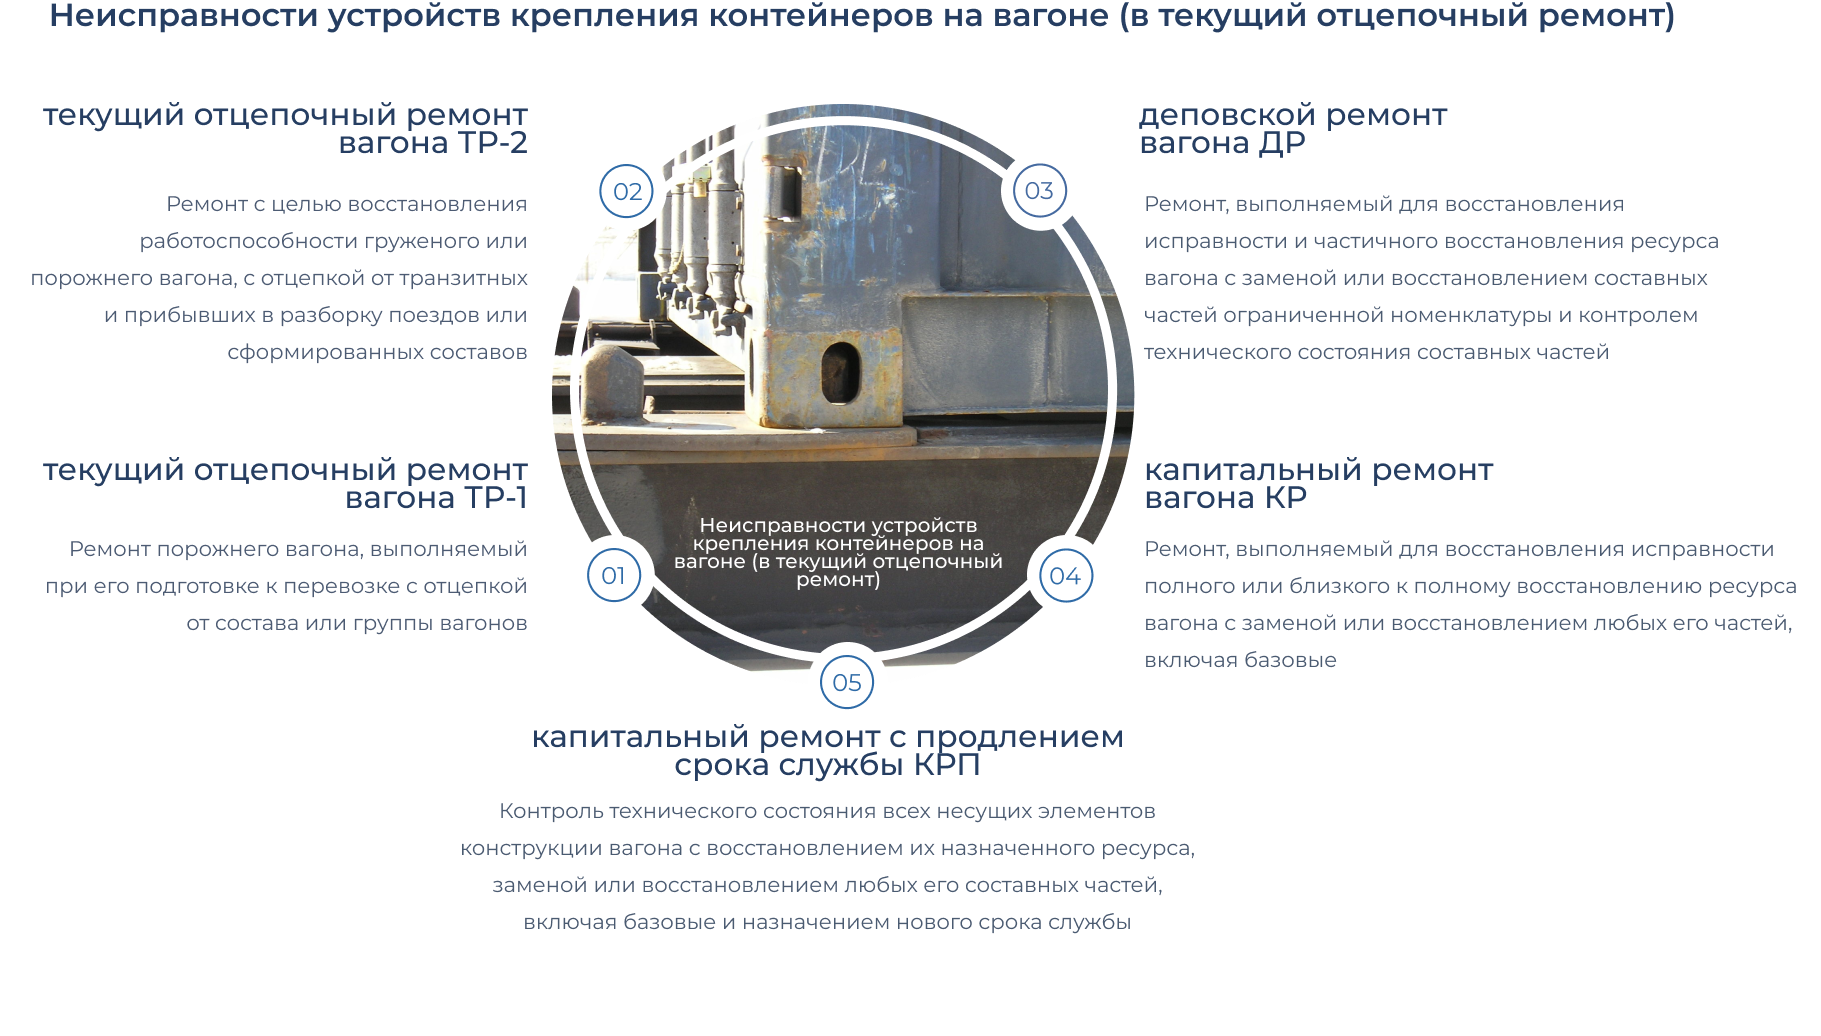 Неисправности устройств крепления контейнеров на вагоне (в текущий отцепочный ремонт)
текущий отцепочный ремонт
вагона ТР-2
Ремонт с целью восстановления
работоспособности груженого или
порожнего вагона, с отцепкой от транзитных
и прибывших в разборку поездов или
сформированных составов
02
03
деповской ремонт
вагона ДР
Ремонт, выполняемый для восстановления
исправности и частичного восстановления ресурса
вагона с заменой или восстановлением составных
частей ограниченной номенклатуры и контролем
технического состояния составных частей
текущий отцепочный ремонт
вагона ТР-1
Ремонт порожнего вагона, выполняемый
при его подготовке к перевозке с отцепкой
от состава или группы вагонов
01
Неисправности устройств
крепления контейнеров на
вагоне (в текущий отцепочный
ремонт)
04
капитальный ремонт
вагона КР
Ремонт, выполняемый для восстановления исправности
полного или близкого к полному восстановлению ресурса
вагона с заменой или восстановлением любых его частей,
включая базовые
05
капитальный ремонт с продлением
срока службы КРП
Контроль технического состояния всех несущих элементов
конструкции вагона с восстановлением их назначенного ресурса,
заменой или восстановлением любых его составных частей,
включая базовые и назначением нового срока службы